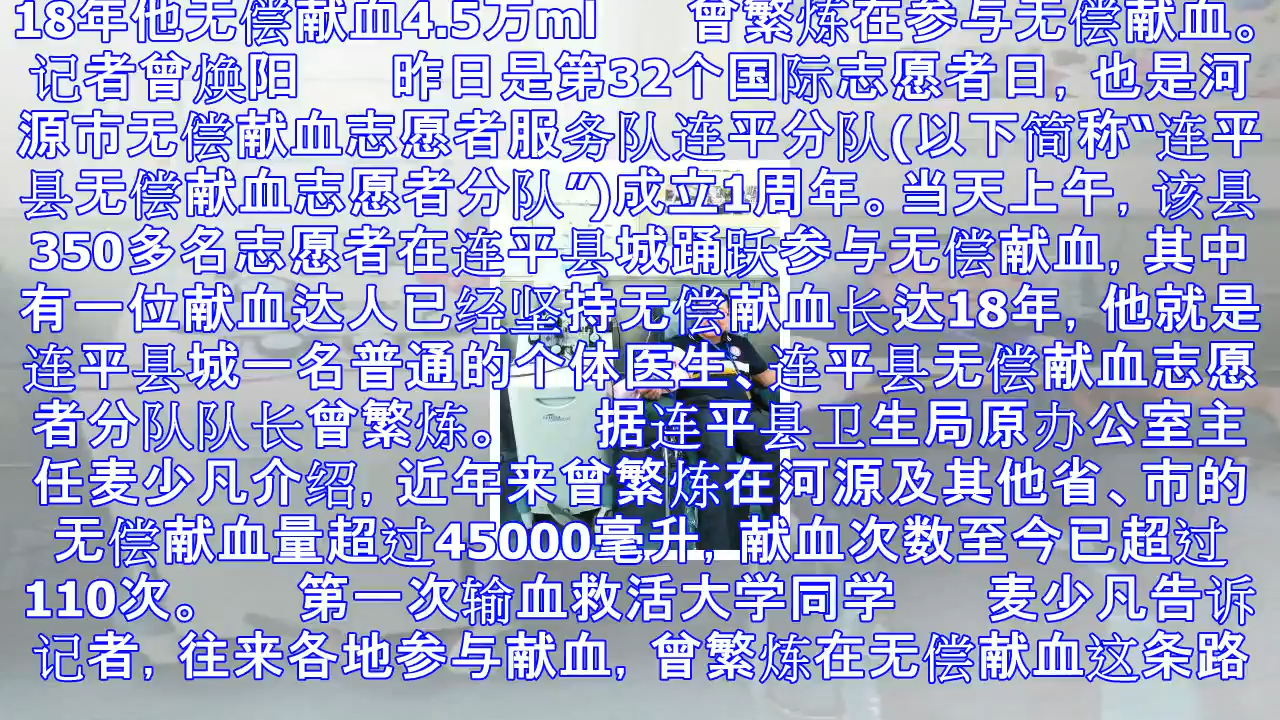 18年他无偿献血4.5万ml　　曾繁炼在参与无偿献血。
记者曾焕阳　　昨日是第32个国际志愿者日, 也是河
源市无偿献血志愿者服务队连平分队(以下简称“连平
县无偿献血志愿者分队”)成立1周年。当天上午, 该县
350多名志愿者在连平县城踊跃参与无偿献血, 其中
有一位献血达人已经坚持无偿献血长达18年, 他就是
连平县城一名普通的个体医生、连平县无偿献血志愿
者分队队长曾繁炼。　　据连平县卫生局原办公室主
任麦少凡介绍, 近年来曾繁炼在河源及其他省、市的
无偿献血量超过45000毫升, 献血次数至今已超过
110次。　　第一次输血救活大学同学　　麦少凡告诉
记者, 往来各地参与献血, 曾繁炼在无偿献血这条路